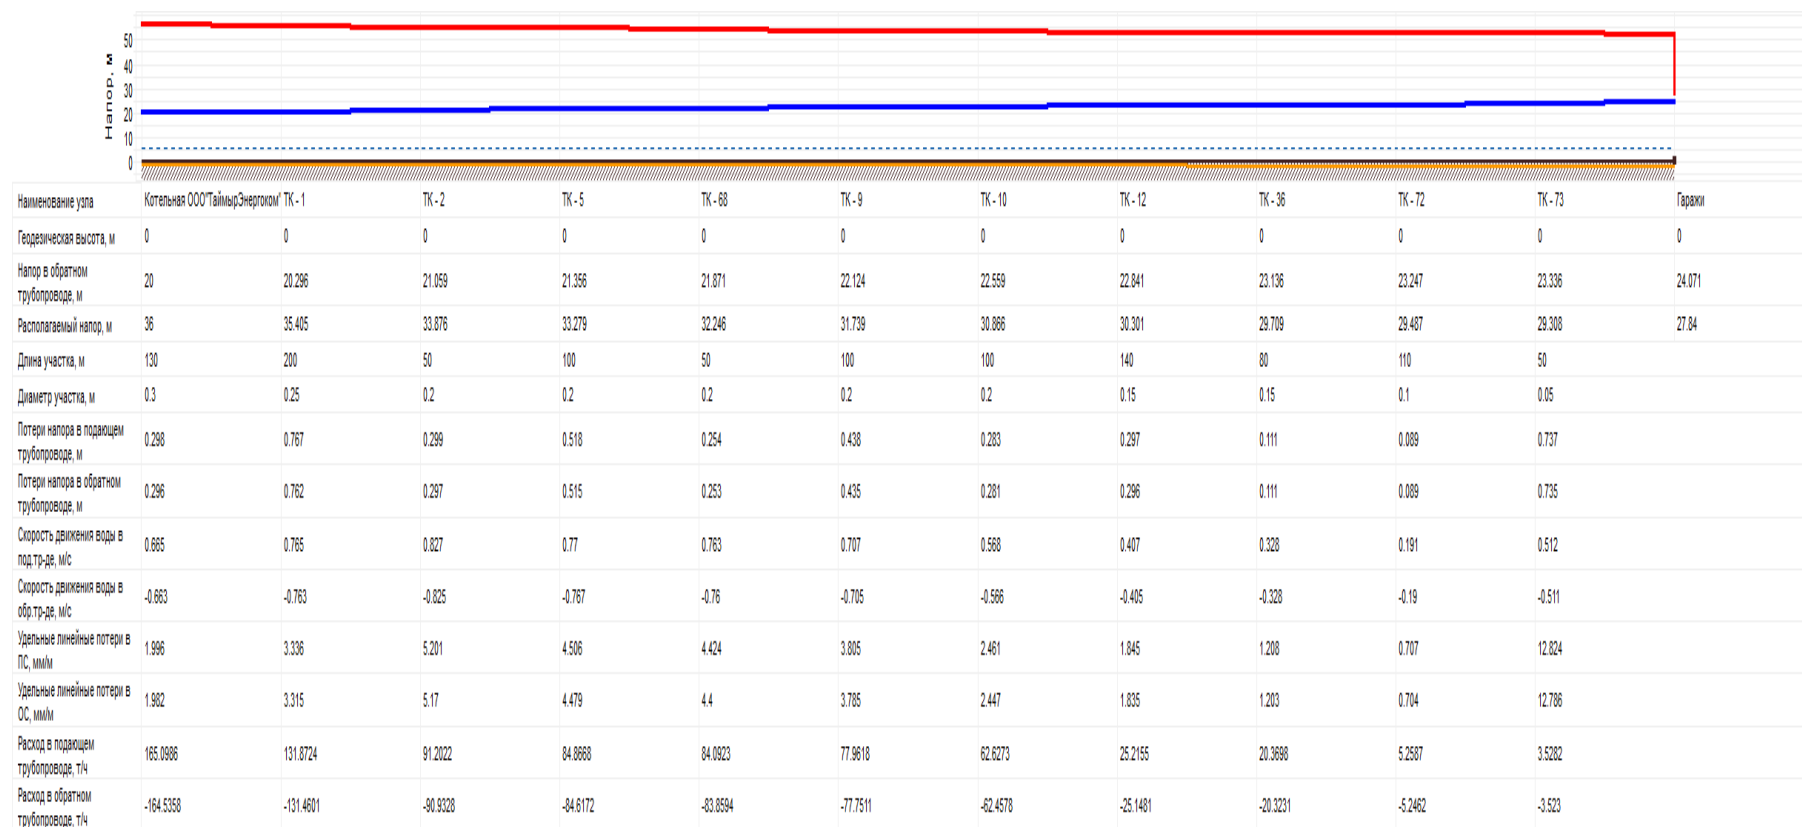 Напор, м
50
40
30
20
10
0
Наименование узла Котельная ООО"ТаймырЭнергоком" ТК - 1 ТК - 2 ТК - 5 ТК - 68 ТК - 9 ТК - 10 ТК - 12 ТК - 36 ТК - 72 ТК - 73 Гаражи
Геодезическая высота, м 0 0 0 0 0 0 0 0 0 0 0 0
Напор в обратном
трубопроводе, м 20 20.296 21.059 21.356 21.871 22.124 22.559 22.841 23.136 23.247 23.336 24.071
Располагаемый напор, м 36 35.405 33.876 33.279 32.246 31.739 30.866 30.301 29.709 29.487 29.308 27.84
Длина участка, м 130 200 50 100 50 100 100 140 80 110 50
Диаметр участка, м 0.3 0.25 0.2 0.2 0.2 0.2 0.2 0.15 0.15 0.1 0.05
Потери напора в подающем
трубопроводе, м 0.298 0.767 0.299 0.518 0.254 0.438 0.283 0.297 0.111 0.089 0.737
Потери напора в обратном
трубопроводе, м 0.296 0.762 0.297 0.515 0.253 0.435 0.281 0.296 0.111 0.089 0.735
Скорость движения воды в
под.тр-де, м/с 0.665 0.765 0.827 0.77 0.763 0.707 0.568 0.407 0.328 0.191 0.512
Скорость движения воды в
обр.тр-де, м/с -0.663 -0.763 -0.825 -0.767 -0.76 -0.705 -0.566 -0.405 -0.328 -0.19 -0.511
Удельные линейные потери в
ПС, мм/м 1.996 3.336 5.201 4.506 4.424 3.805 2.461 1.845 1.208 0.707 12.824
Удельные линейные потери в
ОС, мм/м 1.982 3.315 5.17 4.479 4.4 3.785 2.447 1.835 1.203 0.704 12.786
Расход в подающем
трубопроводе, т/ч 165.0986 131.8724 91.2022 84.8668 84.0923 77.9618 62.6273 25.2155 20.3698 5.2587 3.5282
Расход в обратном
трубопроводе, т/ч -164.5358 -131.4601 -90.9328 -84.6172 -83.8594 -77.7511 -62.4578 -25.1481 -20.3231 -5.2462 -3.523